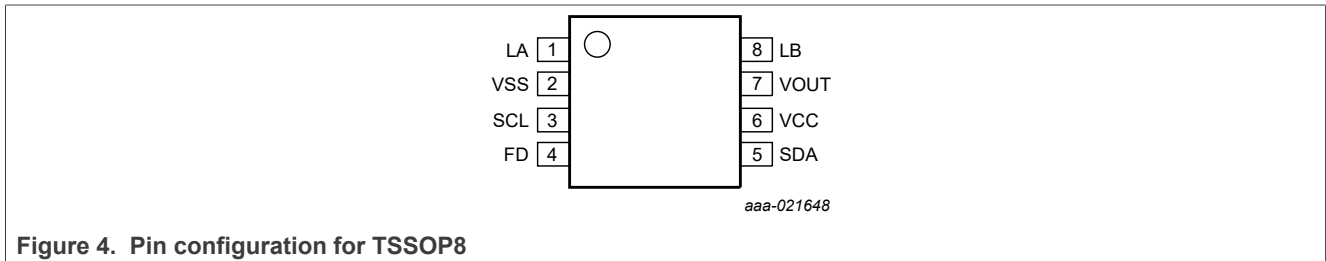 LA 1 8 LB
VSS 2 7 VOUT
SCL 3 6 VCC
FD 4 5 SDA
aaa-021648
Figure 4. Pin configuration for TSSOP8